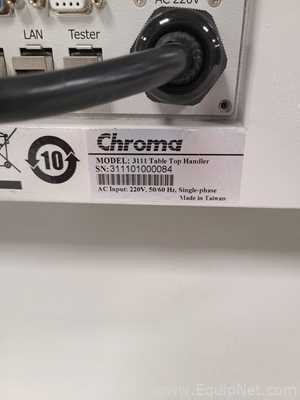 AC 220V
LAN Tester
Chroma
10
MODEL: 3111 Table Top Handler
SN:311101000084
AC Input: 220V, 50/60 Hz, Single-phase
Made in Taiwan
© EquipNet.com